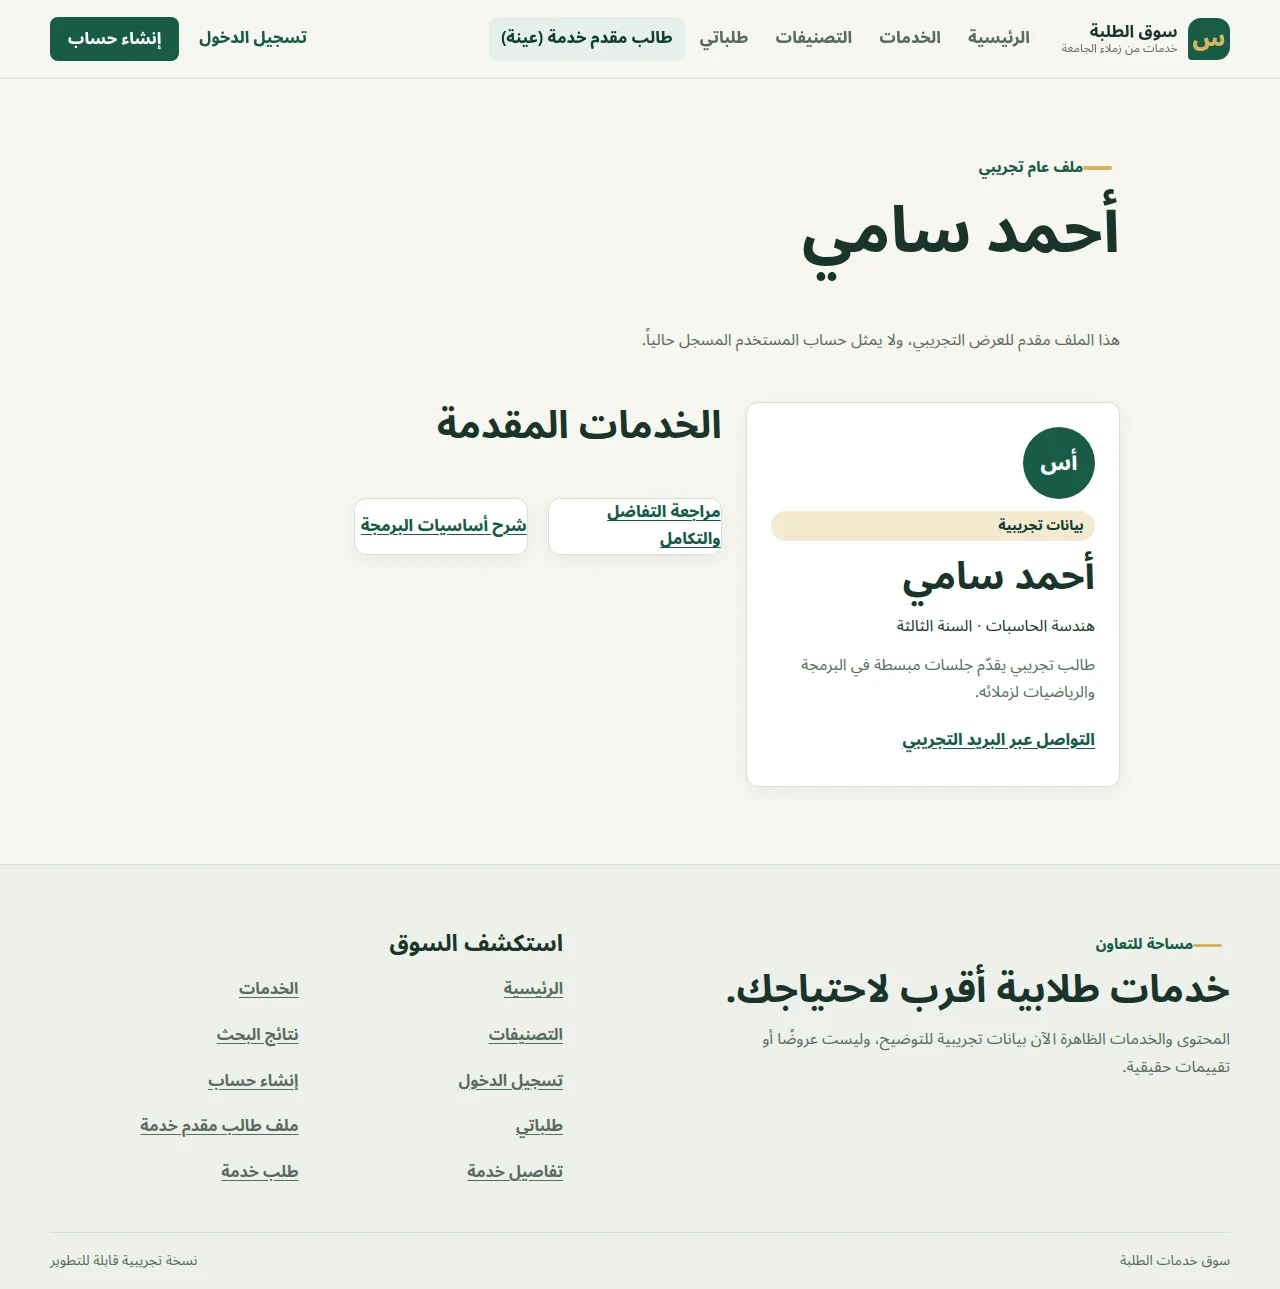 س
سوق الطلبة
خدمات من زملاء الجامعة
الرئيسية
الخدمات
التصنيفات
طلباتي
طالب مقدم خدمة (عينة)
تسجيل الدخول
إنشاء حساب
ملف عام تجريبي
أحمد سامي
هذا الملف مقدم للعرض التجريبي، ولا يمثل حساب المستخدم المسجل حالياً.
أس
بيانات تجريبية
أحمد سامي
هندسة الحاسبات · السنة الثالثة
طالب تجريبي يقدّم جلسات مبسطة في البرمجة
والرياضيات لزملائه.
التواصل عبر البريد التجريبي
الخدمات المقدمة
مراجعة التفاضل
والتكامل
شرح أساسيات البرمجة
مساحة للتعاون
خدمات طلابية أقرب لاحتياجك.
المحتوى والخدمات الظاهرة الآن بيانات تجريبية للتوضيح، وليست عروضًا أو
تقييمات حقيقية.
استكشف السوق
الرئيسية
الخدمات
التصنيفات
نتائج البحث
تسجيل الدخول
إنشاء حساب
طلباتي
ملف طالب مقدم خدمة
تفاصيل خدمة
طلب خدمة
سوق خدمات الطلبة
نسخة تجريبية قابلة للتطوير